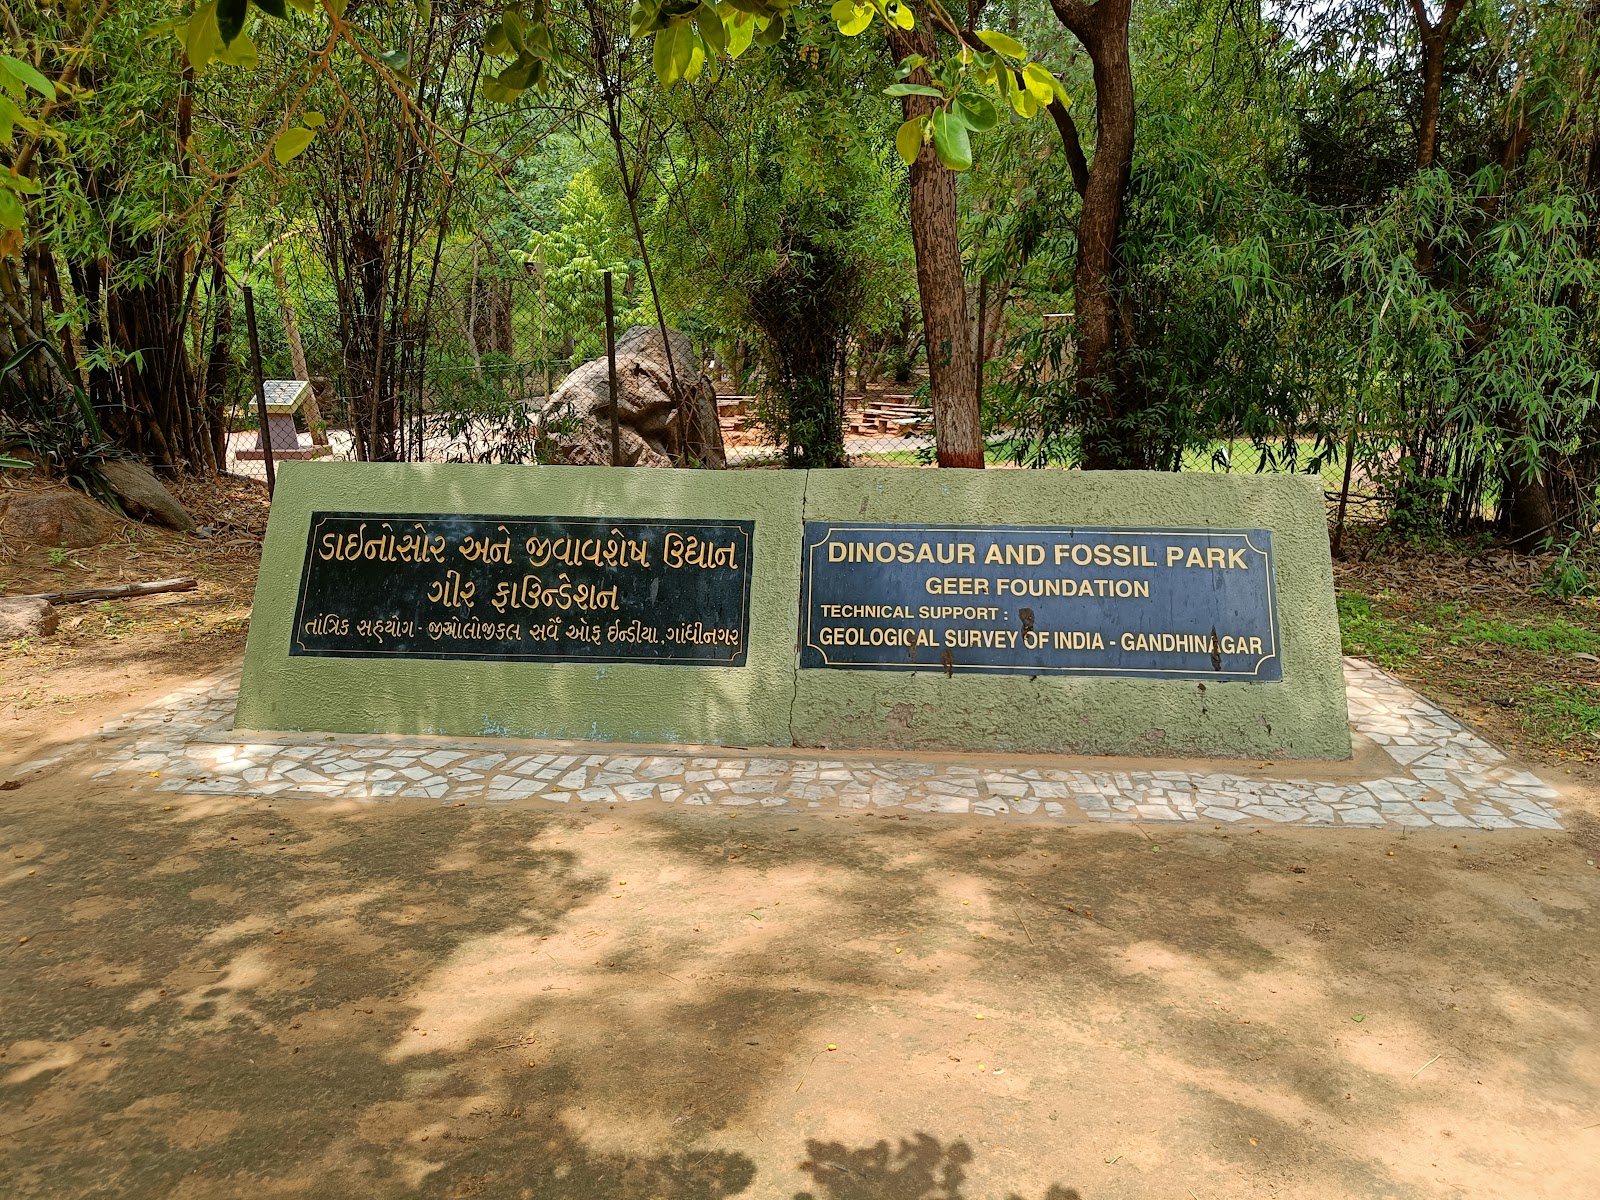 ડાઈનોસોર અને જીવાવશેષ ઉદ્યાન
ગીર ફાઉન્ડેશન
તાંત્રિક સહયોગ - જીઓલોજીકલ સર્વે ઓફ ઈન્ડીયા, ગાંધીનગર
DINOSAUR AND FOSSIL PARK
GEER FOUNDATION
TECHNICAL SUPPORT :
GEOLOGICAL SURVEY OF INDIA - GANDHINAGAR